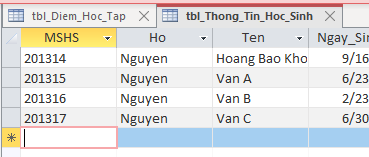 tbl_Diem_Hoc_Tap tbl_Thong_Tin_Hoc_Sinh
MSHS Ho Ten Ngay_Sin
201314 Nguyen Hoang Bao Kho 9/16
201315 Nguyen Van A 6/23
201316 Nguyen Van B 2/23
201317 Nguyen Van C 6/30
*